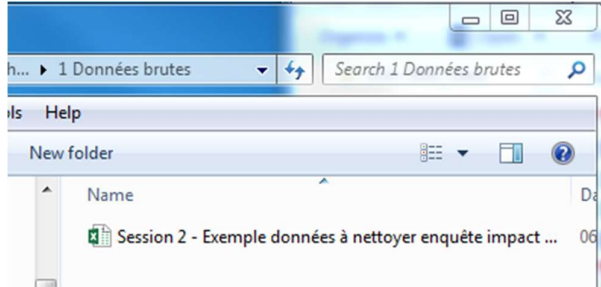 h... ▸ 1 Données brutes Search 1 Données brutes
ols Help
New folder
Name Da
Session 2 - Exemple données à nettoyer enquête impact ... 06